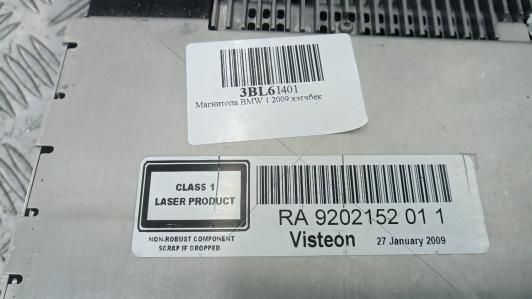 3BL6I401
Магнитола BMW 1 2009 хэтчбек
CLASS 1
LASER PRODUCT
NON-ROBUST COMPONENT
SCRAP IF DROPPED
RA 9202152 01 1
Visteon 27 January 2009